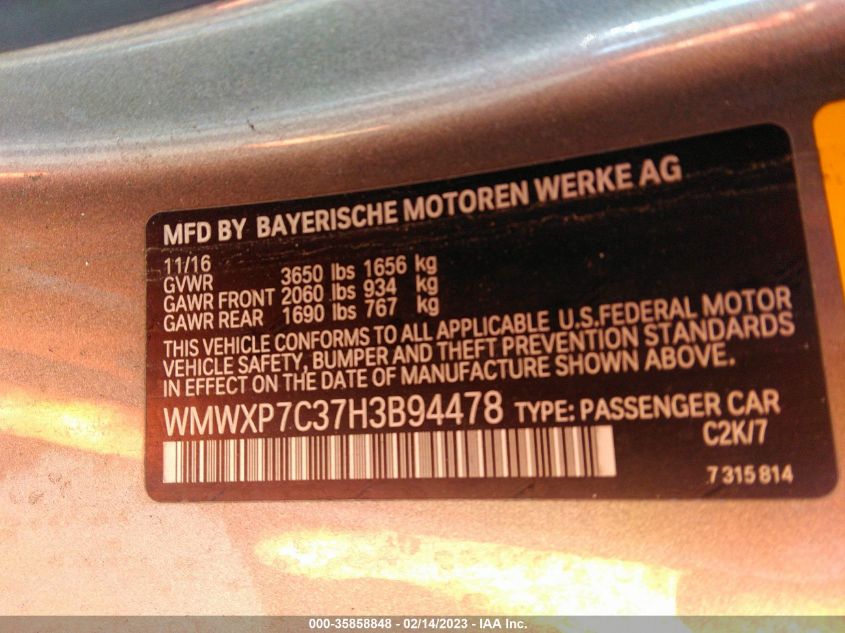 MFD BY BAYERISCHE MOTOREN WERKE AG
11/16
GVWR 3650 lbs 1656 kg
GAWR FRONT 2060 lbs 934 kg
GAWR REAR 1690 lbs 767 kg
THIS VEHICLE CONFORMS TO ALL APPLICABLE U.S.FEDERAL MOTOR
VEHICLE SAFETY, BUMPER AND THEFT PREVENTION STANDARDS
IN EFFECT ON THE DATE OF MANUFACTURE SHOWN ABOVE.
WMWXP7C37H3B94478 TYPE: PASSENGER CAR
C2K/7
7 315 814
000-35858848 - 02/14/2023 - IAA Inc.